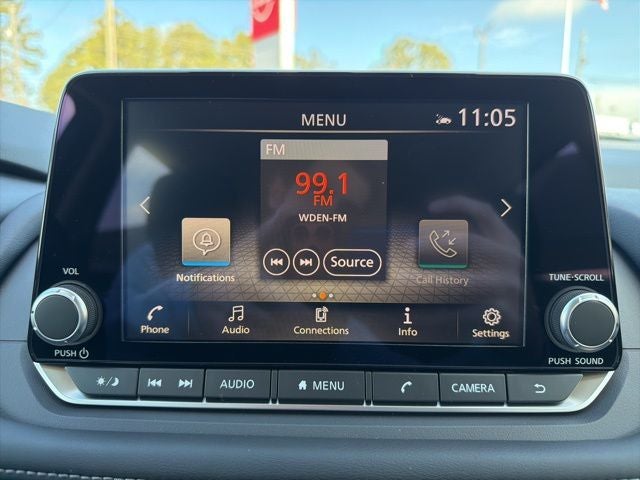 MENU
11:05
FM
99.1
FM
WDEN-FM
Source
Notifications
Call History
Phone
Audio
Connections
Info
Settings
VOL
PUSH
TUNE·SCROLL
PUSH SOUND
AUDIO
MENU
CAMERA